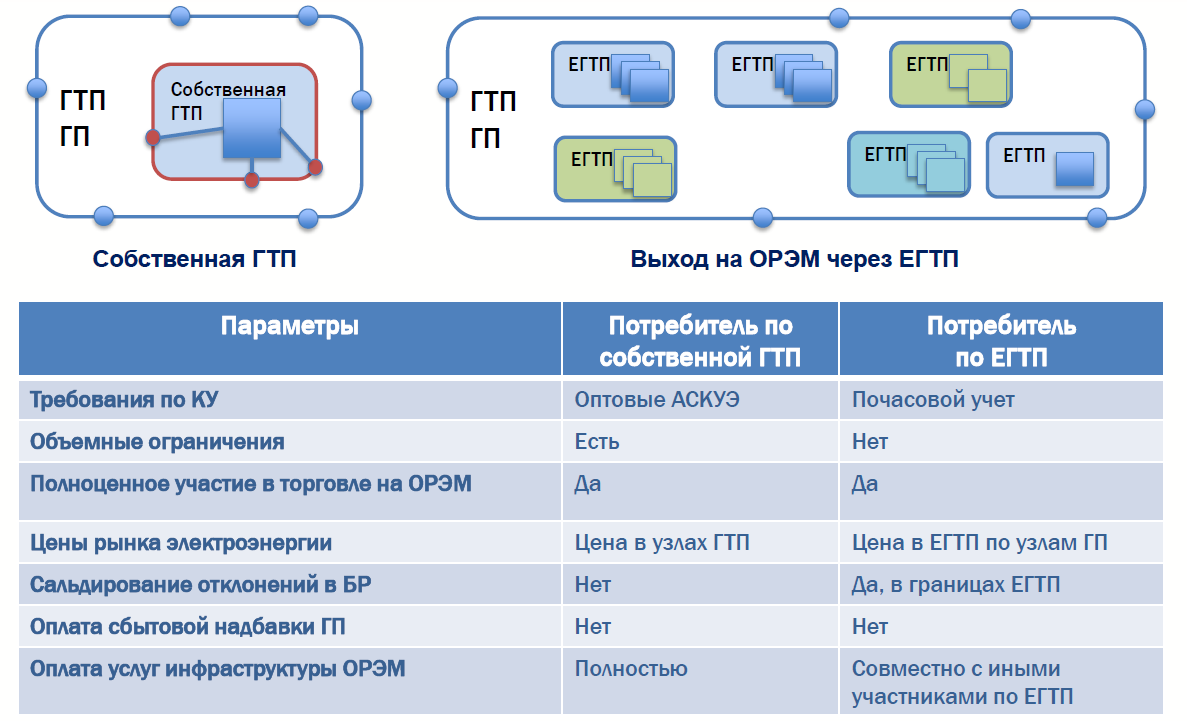 ГТП
ГП
Собственная
ГТП
ГТП
ГП
ЕГТП
ЕГТП
ЕГТП
ЕГТП
ЕГТП
ЕГТП
Собственная ГТП
Выход на ОРЭМ через ЕГТП
Параметры
Потребитель по
собственной ГТП
Потребитель
по ЕГТП
Требования по КУ
Оптовые АСКУЭ
Почасовой учет
Объемные ограничения
Есть
Нет
Полноценное участие в торговле на ОРЭМ
Да
Да
Цены рынка электроэнергии
Цена в узлах ГТП
Цена в ЕГТП по узлам ГП
Сальдирование отклонений в БР
Нет
Да, в границах ЕГТП
Оплата сбытовой надбавки ГП
Нет
Нет
Оплата услуг инфраструктуры ОРЭМ
Полностью
Совместно с иными
участниками по ЕГТП